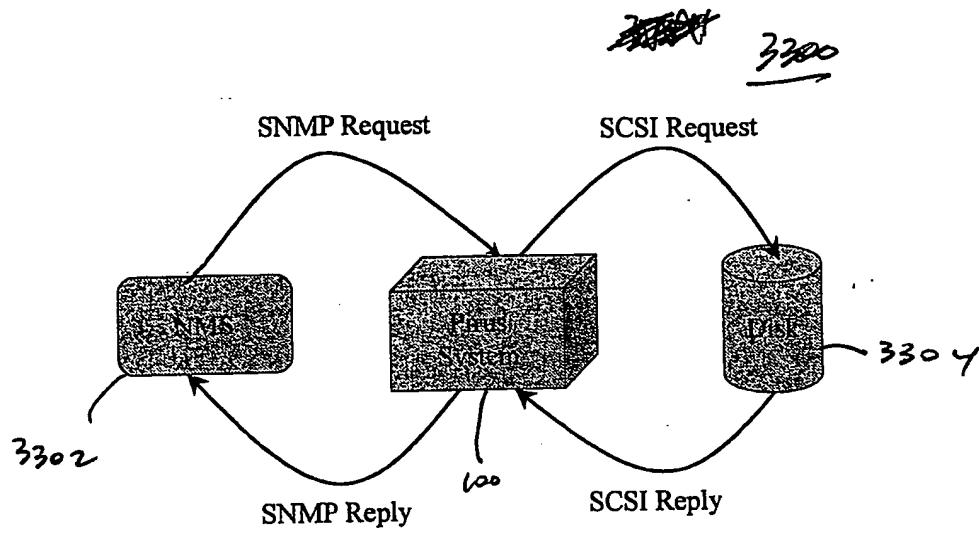 3300
SNMP Request
SCSI Request
NMS
Pirus
System
Disk
3304
3302
100
SNMP Reply
SCSI Reply